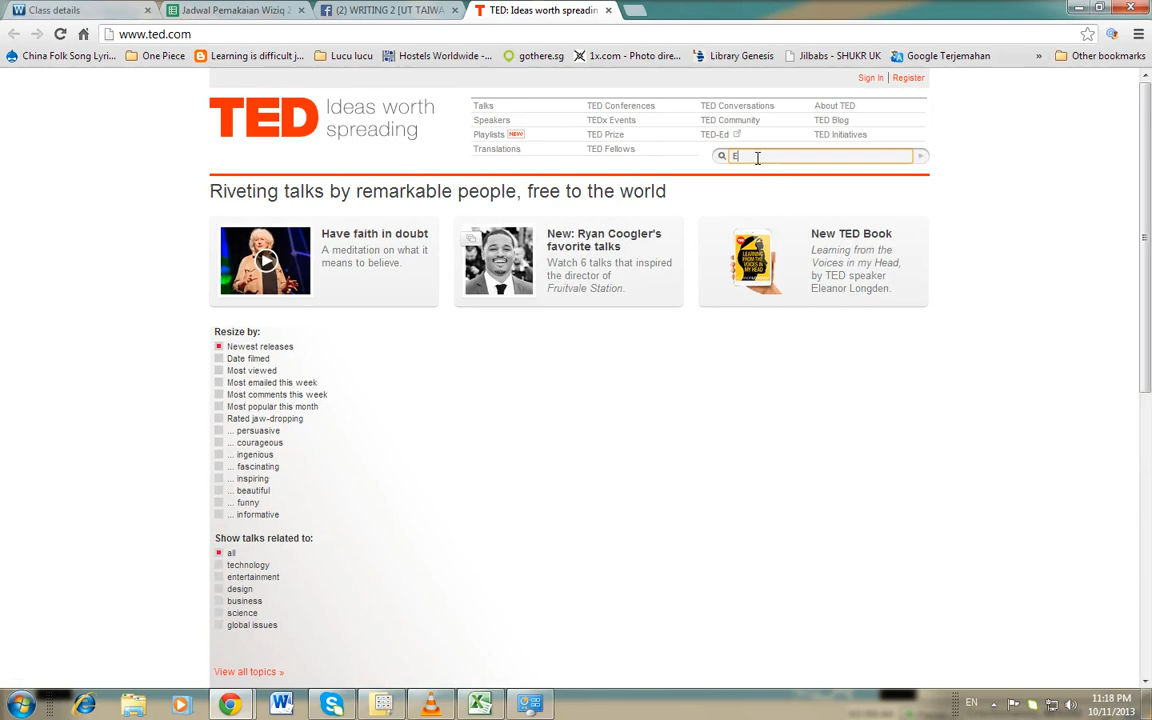 Class details
Jadwal Pemakaian Wiziq 2
(2) WRITING 2 [UT TAIWA
TED: Ideas worth spreadin
www.ted.com
China Folk Song Lyri...
One Piece
Learning is difficult j...
Lucu lucu
Hostels Worldwide -...
gothere.sg
1x.com - Photo dire...
Library Genesis
Jilbabs - SHUKR UK
Google Terjemahan
»
Other bookmarks
Sign In
Register
TED Ideas worth
spreading
Talks
Speakers
Playlists NEW
Translations
TED Conferences
TEDx Events
TED Prize
TED Fellows
TED Conversations
TED Community
TED-Ed
About TED
TED Blog
TED Initiatives
E
Riveting talks by remarkable people, free to the world
Have faith in doubt
A meditation on what it
means to believe.
New: Ryan Coogler's
favorite talks
Watch 6 talks that inspired
the director of
Fruitvale Station.
LEARNING
FROM THE
VOICES IN
MY HEAD
New TED Book
Learning from the
Voices in my Head,
by TED speaker
Eleanor Longden.
Resize by:
Newest releases
Date filmed
Most viewed
Most emailed this week
Most comments this week
Most popular this month
Rated jaw-dropping
... persuasive
... courageous
... ingenious
... fascinating
... inspiring
... beautiful
... funny
... informative
Show talks related to:
all
technology
entertainment
design
business
science
global issues
View all topics »
EN
11:18 PM
10/11/2013